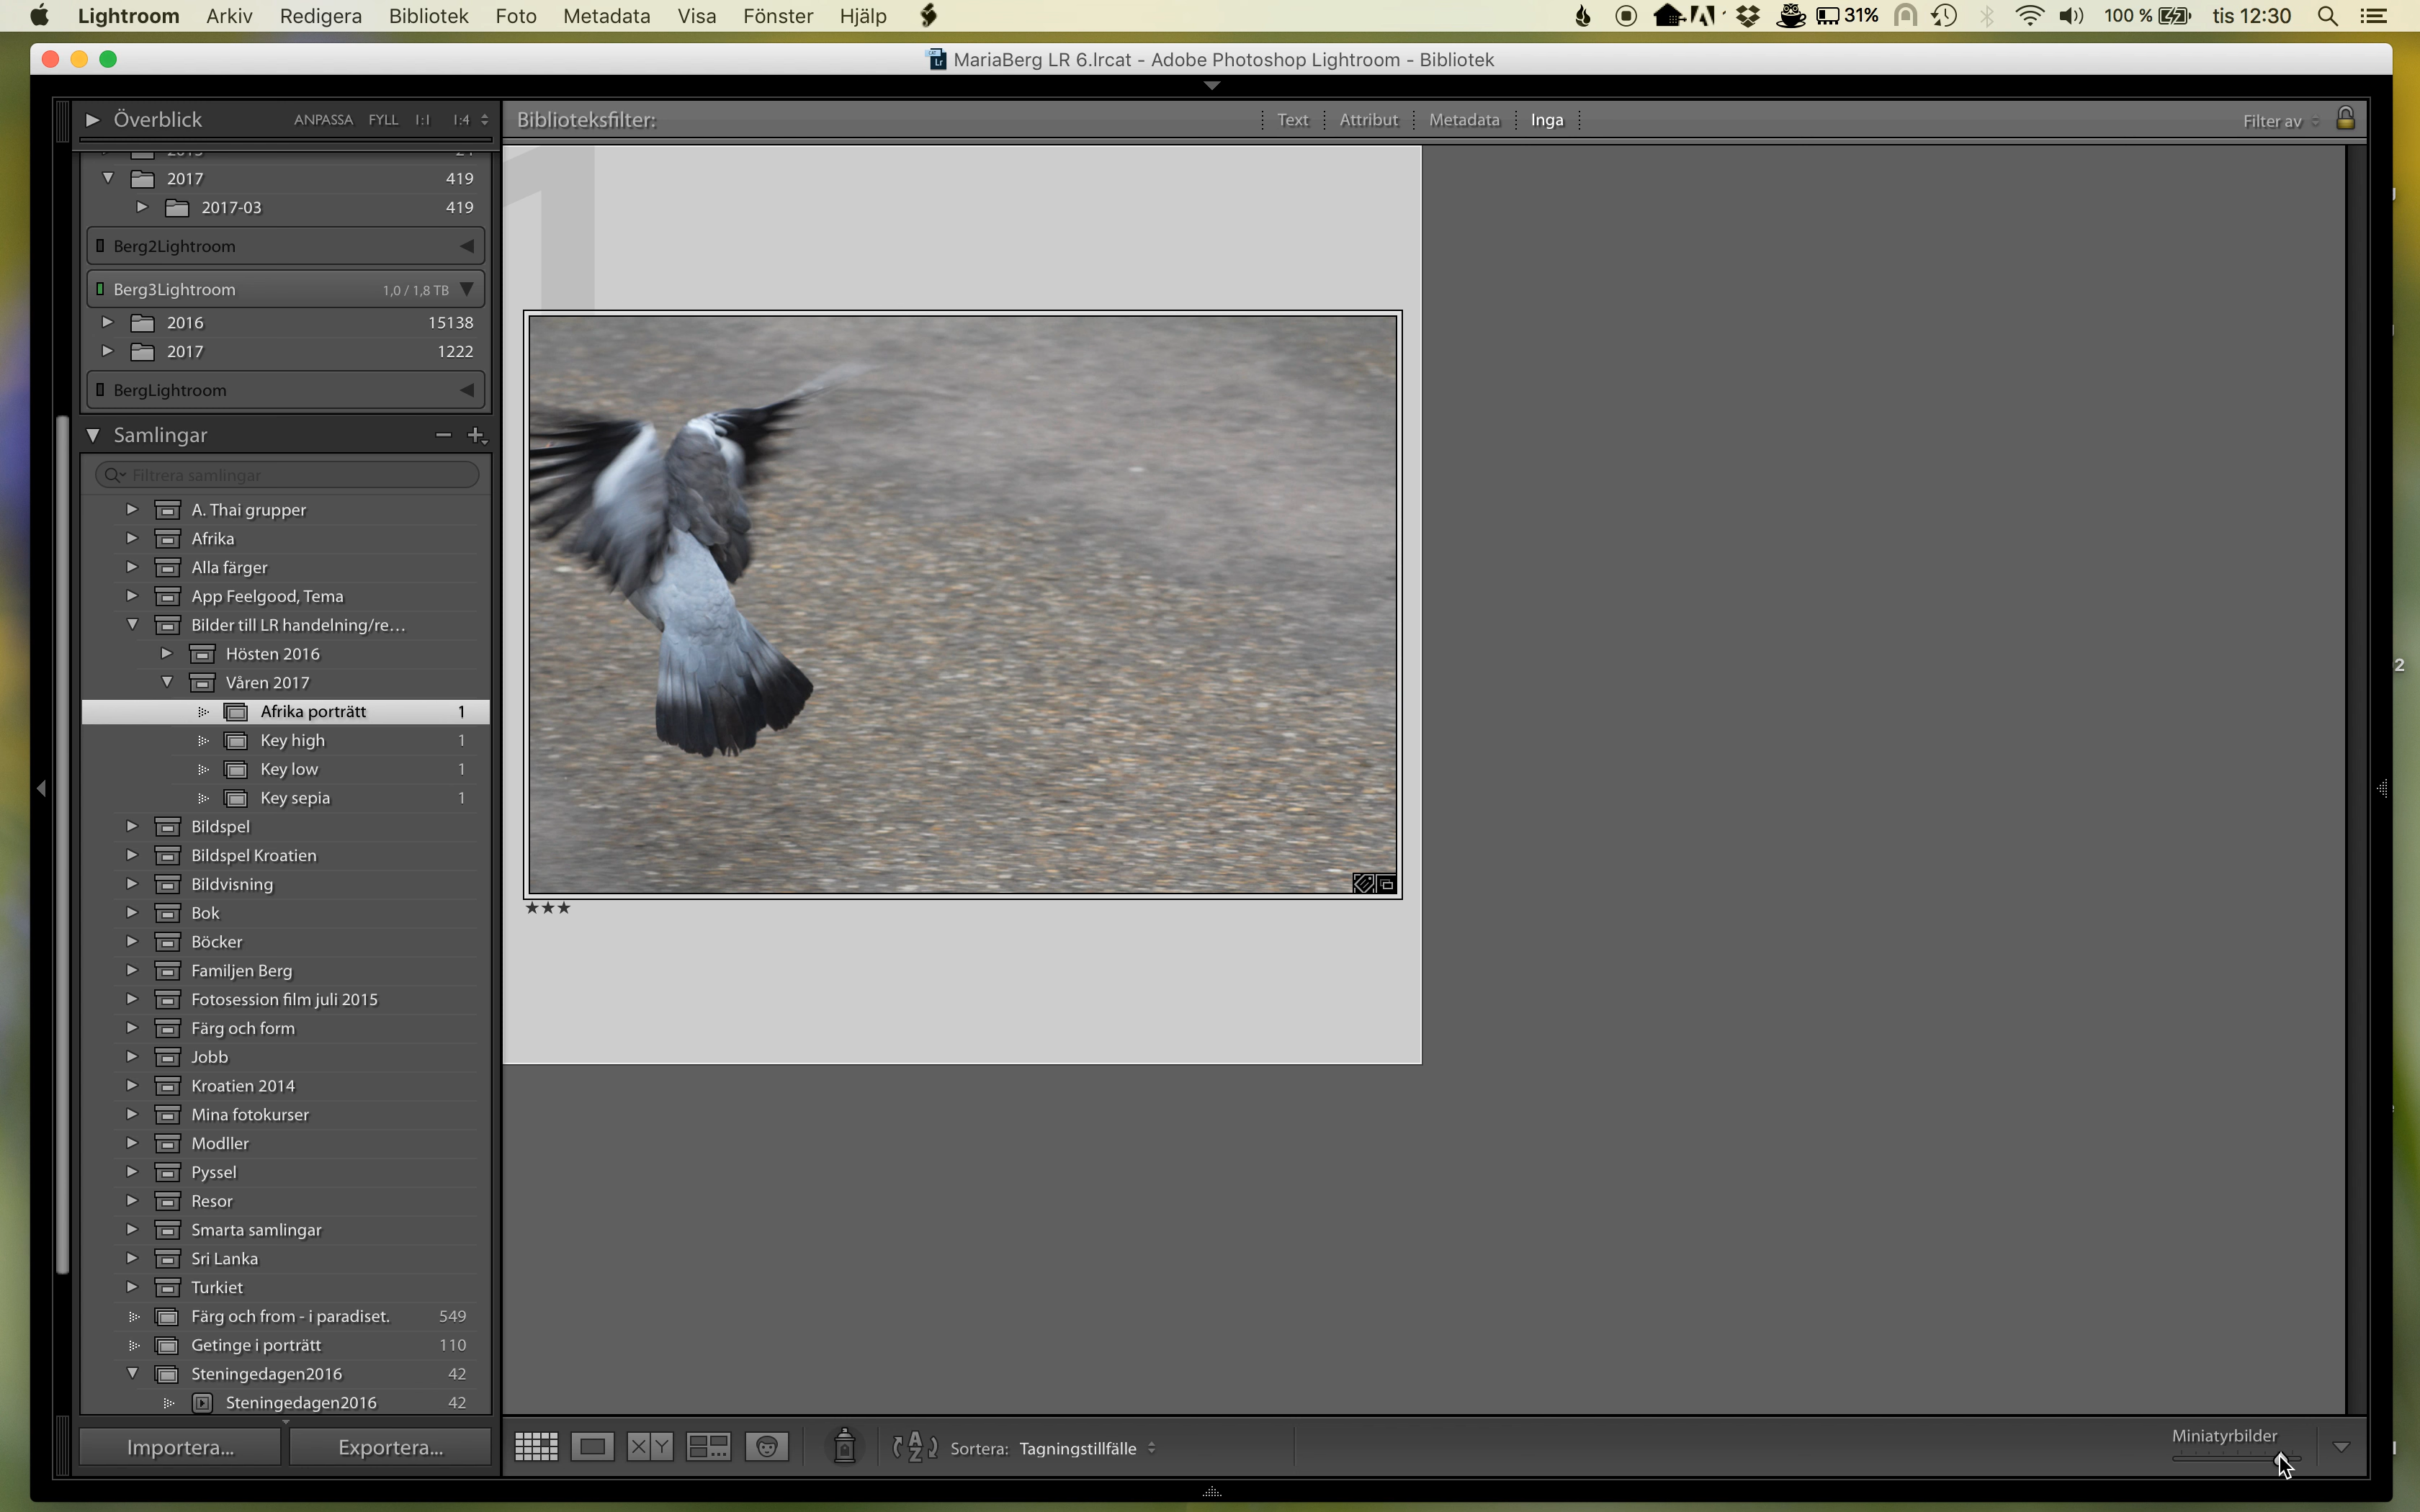 Lightroom Arkiv Redigera Bibliotek Foto Metadata Visa Fönster Hjälp 31% 100 % tis 12:30
MariaBerg LR 6.lrcat - Adobe Photoshop Lightroom - Bibliotek
Överblick ANPASSA FYLL 1:1 1:4
Biblioteksfilter: Text Attribut Metadata Inga Filter av
2017 419
2017-03 419
Berg2Lightroom
Berg3Lightroom 1,0 / 1,8 TB
2016 15138
2017 1222
BergLightroom
Samlingar
Filtrera samlingar
A. Thai grupper
Afrika
Alla färger
App Feelgood, Tema
Bilder till LR handelning/re...
Hösten 2016
Våren 2017
Afrika porträtt 1
Key high 1
Key low 1
Key sepia 1
Bildspel
Bildspel Kroatien
Bildvisning
Bok
Böcker
Familjen Berg
Fotosession film juli 2015
Färg och form
Jobb
Kroatien 2014
Mina fotokurser
Modller
Pyssel
Resor
Smarta samlingar
Sri Lanka
Turkiet
Färg och from - i paradiset. 549
Getinge i porträtt 110
Steningedagen2016 42
Steningedagen2016 42
Importera... Exportera...
1
★★★
XY
Sortera: Tagningstillfälle
Miniatyrbilder
2